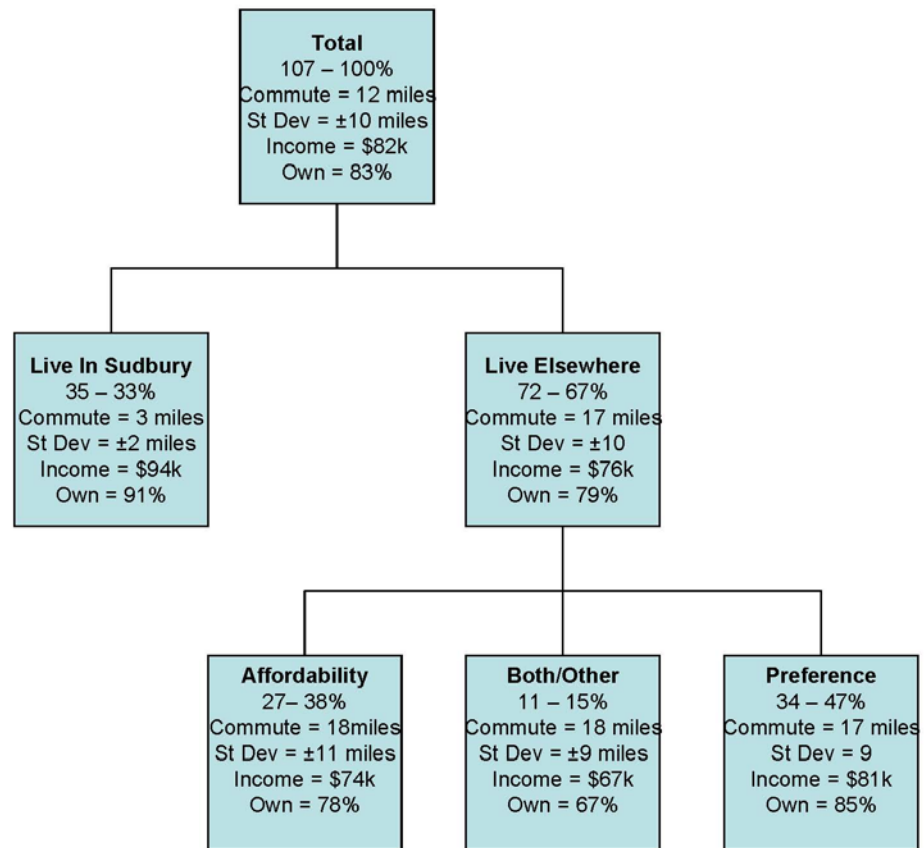 Total
107 – 100%
Commute = 12 miles
St Dev = ±10 miles
Income = $82k
Own = 83%
Live In Sudbury
35 – 33%
Commute = 3 miles
St Dev = ±2 miles
Income = $94k
Own = 91%
Live Elsewhere
72 – 67%
Commute = 17 miles
St Dev = ±10
Income = $76k
Own = 79%
Affordability
27– 38%
Commute = 18miles
St Dev = ±11 miles
Income = $74k
Own = 78%
Both/Other
11 – 15%
Commute = 18 miles
St Dev = ±9 miles
Income = $67k
Own = 67%
Preference
34 – 47%
Commute = 17 miles
St Dev = 9
Income = $81k
Own = 85%